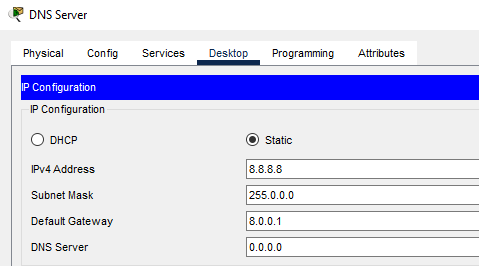 DNS Server
Physical Config Services Desktop Programming Attributes
IP Configuration
IP Configuration
DHCP Static
IPv4 Address 8.8.8.8
Subnet Mask 255.0.0.0
Default Gateway 8.0.0.1
DNS Server 0.0.0.0